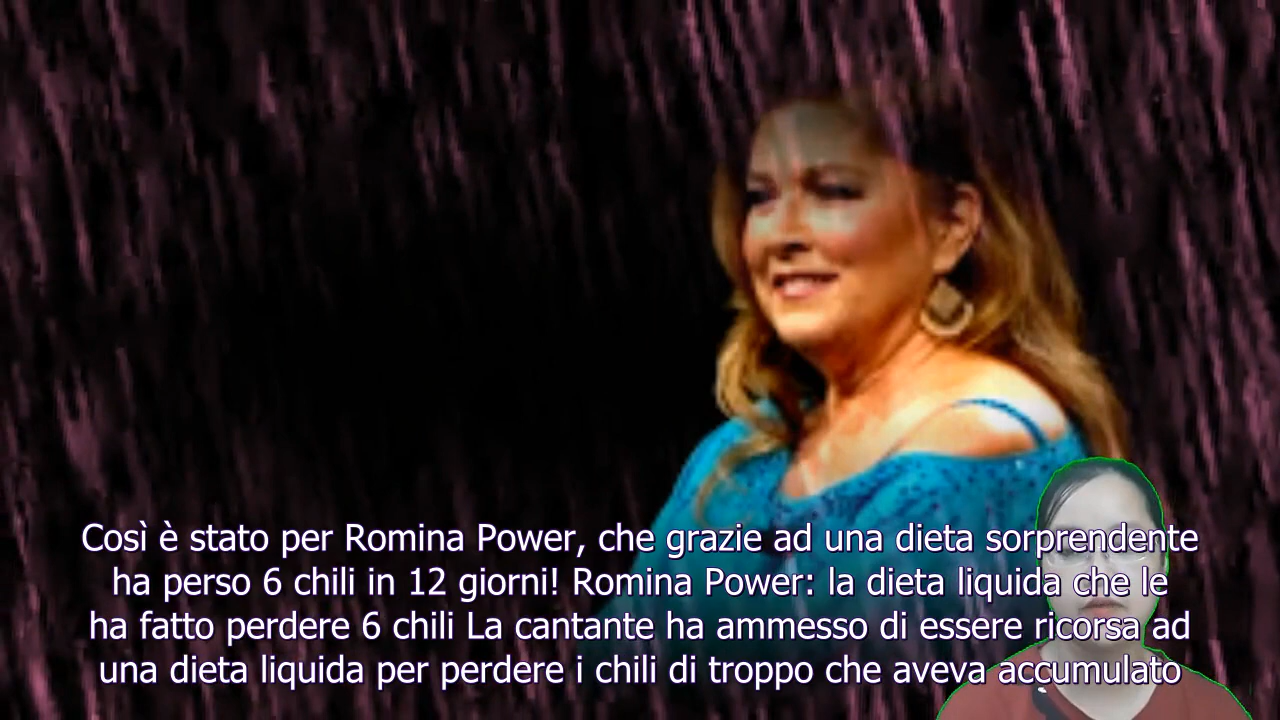 Così è stato per Romina Power, che grazie ad una dieta sorprendente
ha perso 6 chili in 12 giorni! Romina Power: la dieta liquida che le
ha fatto perdere 6 chili La cantante ha ammesso di essere ricorsa ad
una dieta liquida per perdere i chili di troppo che aveva accumulato